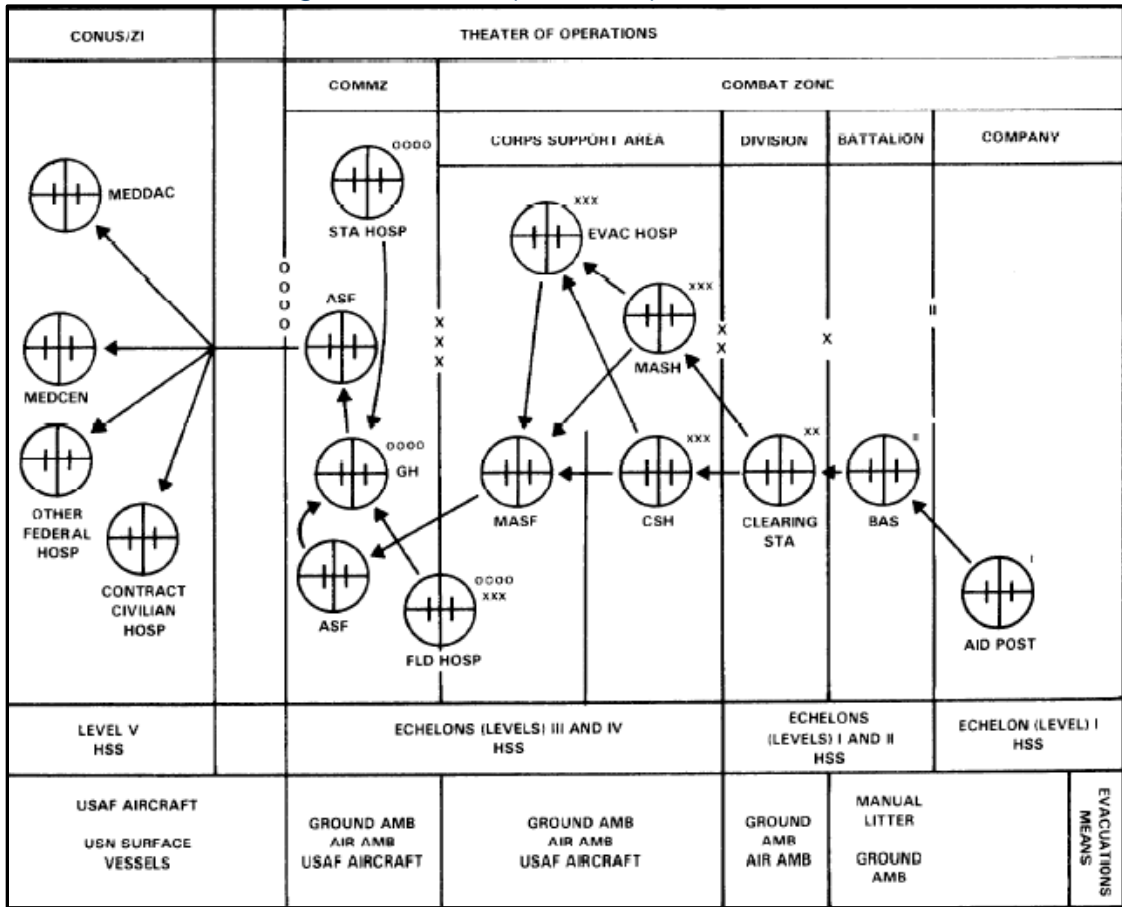 CONUS/ZI
THEATER OF OPERATIONS
COMMZ
COMBAT ZONE
CORPS SUPPORT AREA
DIVISION
BATTALION
COMPANY
OOOO
STA HOSP
MEDDAC
XXX
EVAC HOSP
O
O
O
O
ASF
XXX
MASH
X
X
X
X
X
X
II
MEDCEN
OOOO
GH
MASF
XXX
CSH
XX
CLEARING
STA
II
BAS
OTHER
FEDERAL
HOSP
CONTRACT
CIVILIAN
HOSP
ASF
OOOO
XXX
FLD HOSP
I
AID POST
LEVEL V
HSS
ECHELONS (LEVELS) III AND IV
HSS
ECHELONS
(LEVELS) I AND II
HSS
ECHELON (LEVEL) I
HSS
USAF AIRCRAFT
USN SURFACE
VESSELS
GROUND AMB
AIR AMB
USAF AIRCRAFT
GROUND AMB
AIR AMB
USAF AIRCRAFT
GROUND
AMB
AIR AMB
MANUAL
LITTER
GROUND
AMB
EVACUATIONS
MEANS